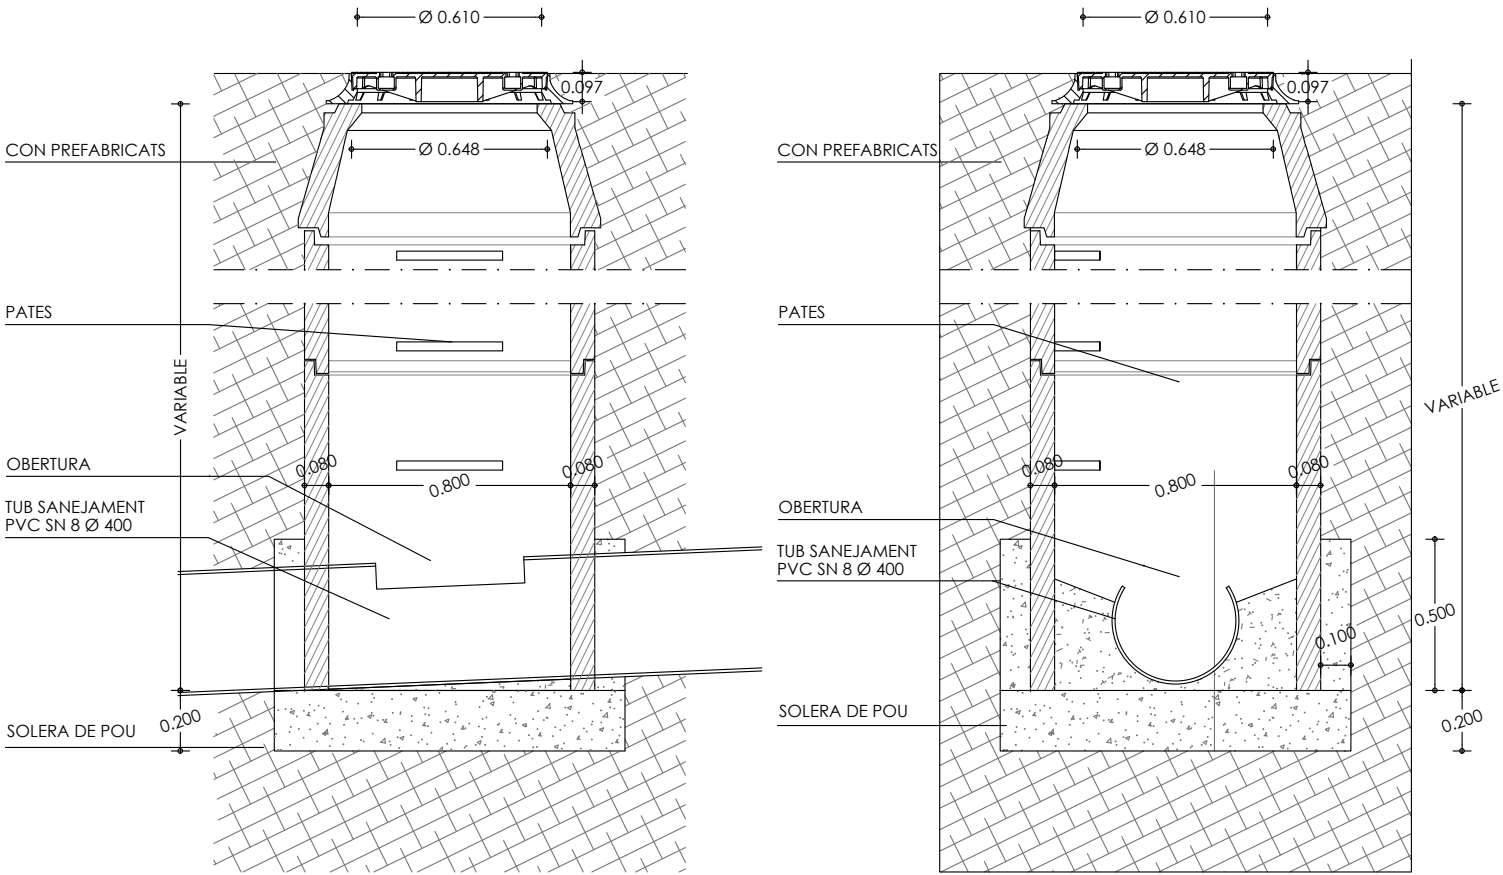 Ø 0.610
0.097
CON PREFABRICATS
Ø 0.648
PATES
VARIABLE
OBERTURA
0.080
0.800
0.080
TUB SANEJAMENT
PVC SN 8 Ø 400
SOLERA DE POU
0.200
Ø 0.610
0.097
CON PREFABRICATS
Ø 0.648
PATES
VARIABLE
0.080
0.800
0.080
OBERTURA
TUB SANEJAMENT
PVC SN 8 Ø 400
0.500
0.100
SOLERA DE POU
0.200